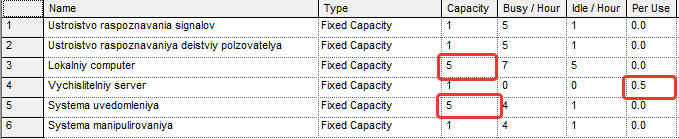 Name Type Capacity Busy / Hour Idle / Hour Per Use
1 Ustroistvo raspoznavania signalov Fixed Capacity 1 5 1 0.0
2 Ustroistvo raspoznavaniya deistviy polzovatelya Fixed Capacity 1 5 1 0.0
3 Lokalniy computer Fixed Capacity 5 7 5 0.0
4 Vychislitelniy server Fixed Capacity 1 0 0 0.5
5 Systema uvedomleniya Fixed Capacity 5 4 1 0.0
6 Systema manipulirovaniya Fixed Capacity 1 4 1 0.0